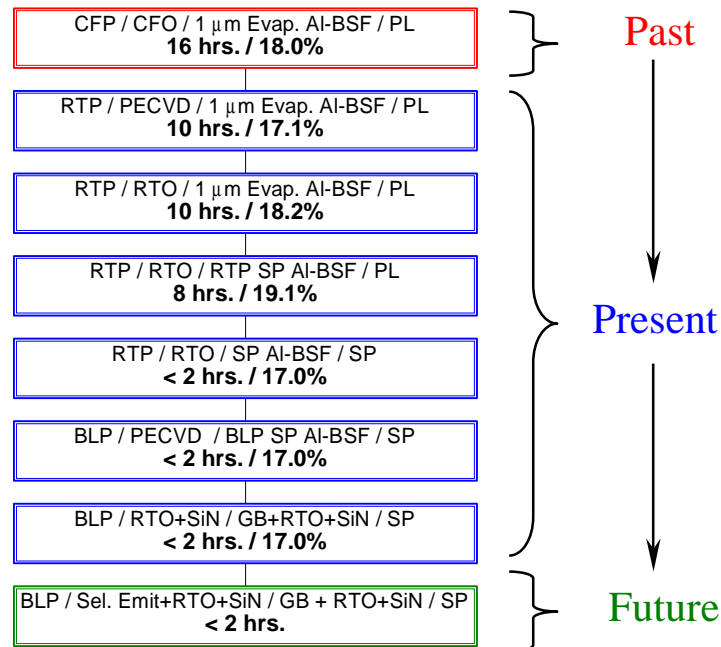 CFP / CFO / 1 μm Evap. Al-BSF / PL
16 hrs. / 18.0%
Past
RTP / PECVD / 1 μm Evap. Al-BSF / PL
10 hrs. / 17.1%
RTP / RTO / 1 μm Evap. Al-BSF / PL
10 hrs. / 18.2%
RTP / RTO / RTP SP Al-BSF / PL
8 hrs. / 19.1%
Present
RTP / RTO / SP Al-BSF / SP
< 2 hrs. / 17.0%
BLP / PECVD / BLP SP Al-BSF / SP
< 2 hrs. / 17.0%
BLP / RTO+SiN / GB+RTO+SiN / SP
< 2 hrs. / 17.0%
BLP / Sel. Emit+RTO+SiN / GB + RTO+SiN / SP
< 2 hrs.
Future